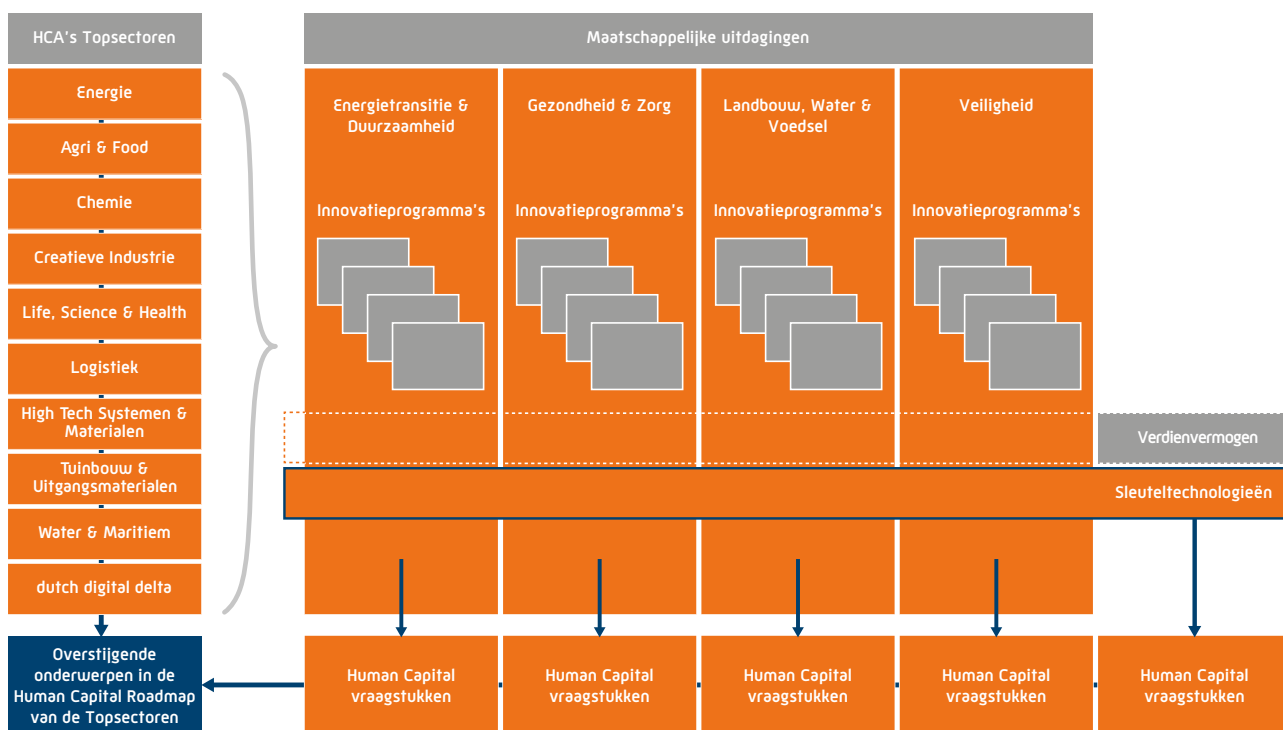 HCA's Topsectoren
Energie
Agri & Food
Chemie
Creatieve Industrie
Life, Science & Health
Logistiek
High Tech Systemen &
Materialen
Tuinbouw &
Uitgangsmaterialen
Water & Maritiem
dutch digital delta
Overstijgende
onderwerpen in de
Human Capital Roadmap
van de Topsectoren
Maatschappelijke uitdagingen
Energietransitie &
Duurzaamheid
Innovatieprogramma's
Gezondheid & Zorg
Innovatieprogramma's
Landbouw, Water &
Voedsel
Innovatieprogramma's
Veiligheid
Innovatieprogramma's
Verdienvermogen
Sleuteltechnologieën
Human Capital
vraagstukken
Human Capital
vraagstukken
Human Capital
vraagstukken
Human Capital
vraagstukken
Human Capital
vraagstukken